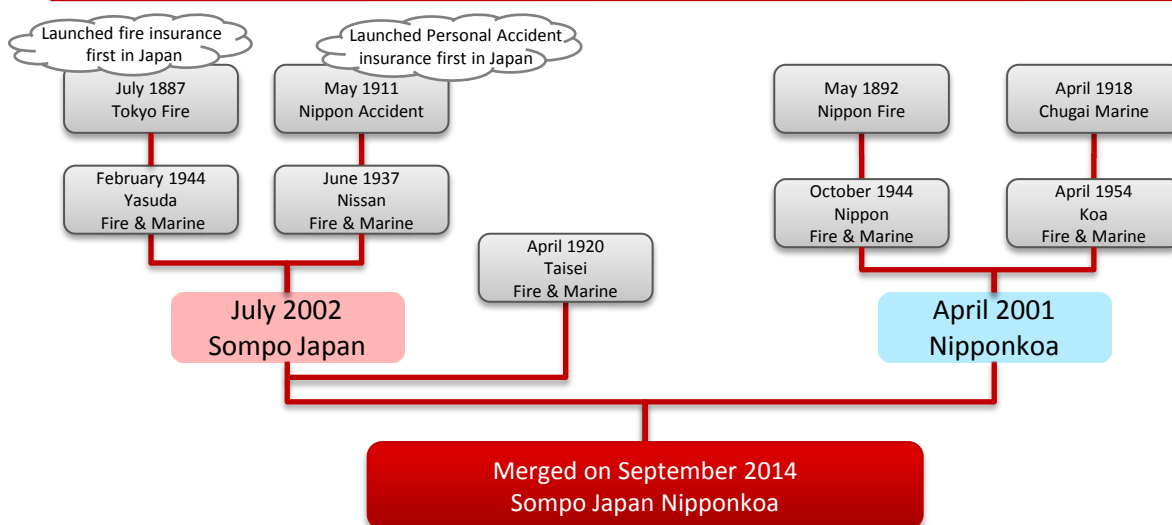 Launched fire insurance
first in Japan
Launched Personal Accident
insurance first in Japan
July 1887
Tokyo Fire
May 1911
Nippon Accident
May 1892
Nippon Fire
April 1918
Chugai Marine
February 1944
Yasuda
Fire & Marine
June 1937
Nissan
Fire & Marine
October 1944
Nippon
Fire & Marine
April 1954
Koa
Fire & Marine
April 1920
Taisei
Fire & Marine
July 2002
Sompo Japan
April 2001
Nipponkoa
Merged on September 2014
Sompo Japan Nipponkoa